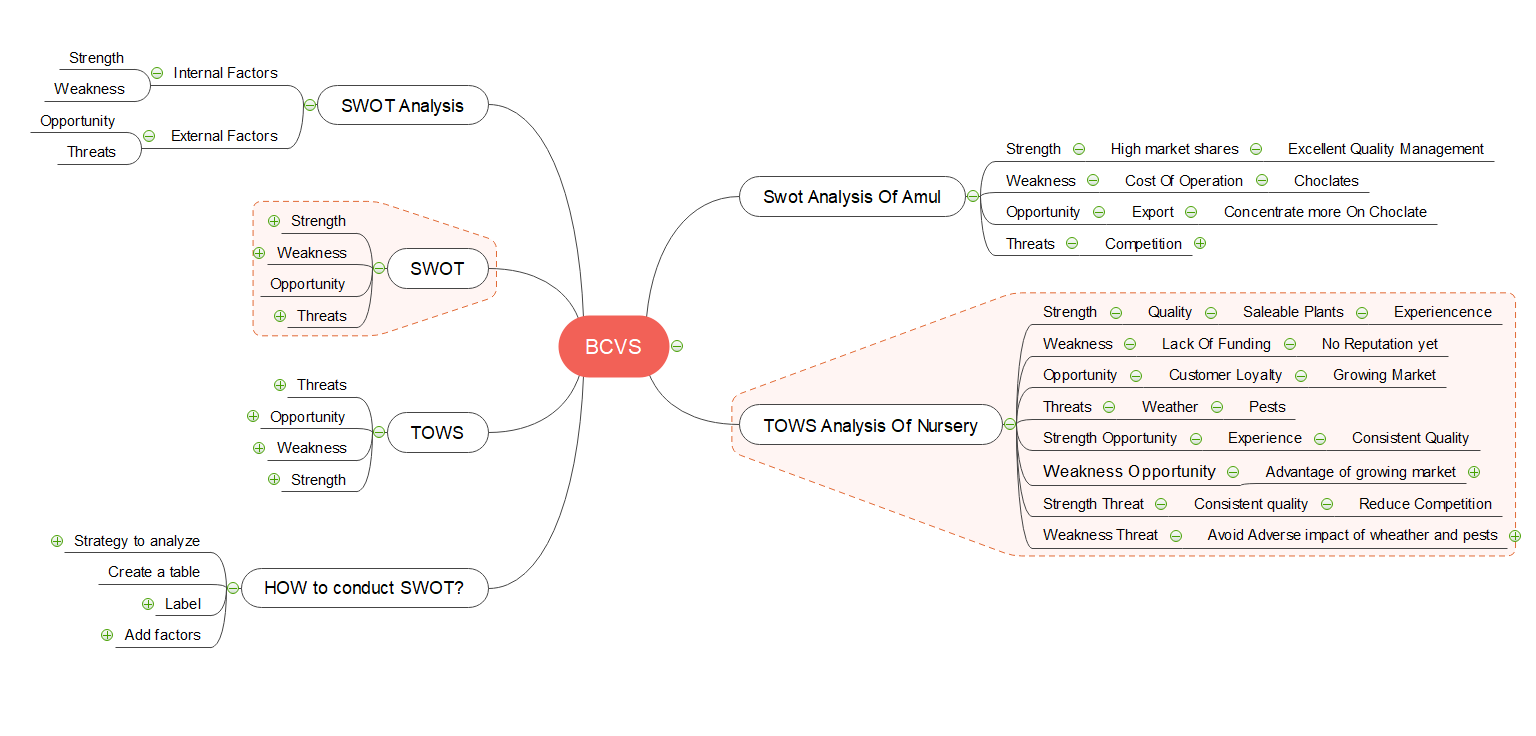 BCVS
SWOT Analysis
Internal Factors
Strength
Weakness
External Factors
Opportunity
Threats
SWOT
Strength
Weakness
Opportunity
Threats
TOWS
Threats
Opportunity
Weakness
Strength
HOW to conduct SWOT?
Strategy to analyze
Create a table
Label
Add factors
Swot Analysis Of Amul
Strength High market shares Excellent Quality Management
Weakness Cost Of Operation Choclates
Opportunity Export Concentrate more On Choclate
Threats Competition
TOWS Analysis Of Nursery
Strength Quality Saleable Plants Experiencence
Weakness Lack Of Funding No Reputation yet
Opportunity Customer Loyalty Growing Market
Threats Weather Pests
Strength Opportunity Experience Consistent Quality
Weakness Opportunity Advantage of growing market
Strength Threat Consistent quality Reduce Competition
Weakness Threat Avoid Adverse impact of wheather and pests